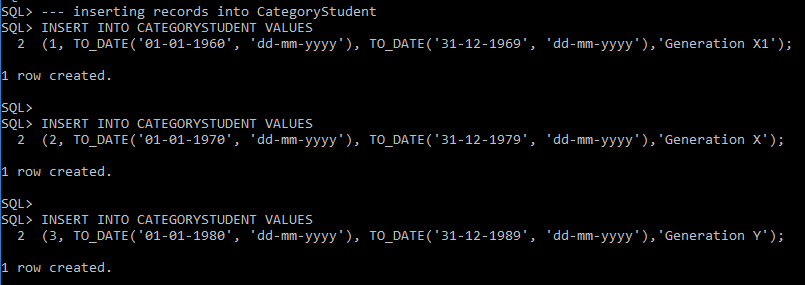 SQL> --- inserting records into CategoryStudent
SQL> INSERT INTO CATEGORYSTUDENT VALUES
  2  (1, TO_DATE('01-01-1960', 'dd-mm-yyyy'), TO_DATE('31-12-1969', 'dd-mm-yyyy'),'Generation X1');
1 row created.
SQL>
SQL> INSERT INTO CATEGORYSTUDENT VALUES
  2  (2, TO_DATE('01-01-1970', 'dd-mm-yyyy'), TO_DATE('31-12-1979', 'dd-mm-yyyy'),'Generation X');
1 row created.
SQL>
SQL> INSERT INTO CATEGORYSTUDENT VALUES
  2  (3, TO_DATE('01-01-1980', 'dd-mm-yyyy'), TO_DATE('31-12-1989', 'dd-mm-yyyy'),'Generation Y');
1 row created.